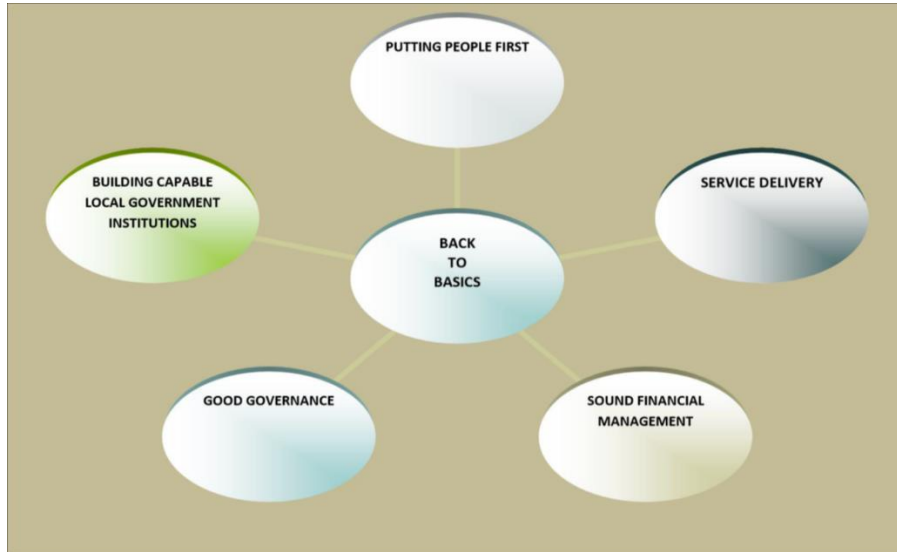 PUTTING PEOPLE FIRST
BUILDING CAPABLE
LOCAL GOVERNMENT
INSTITUTIONS
SERVICE DELIVERY
BACK
TO
BASICS
GOOD GOVERNANCE
SOUND FINANCIAL
MANAGEMENT